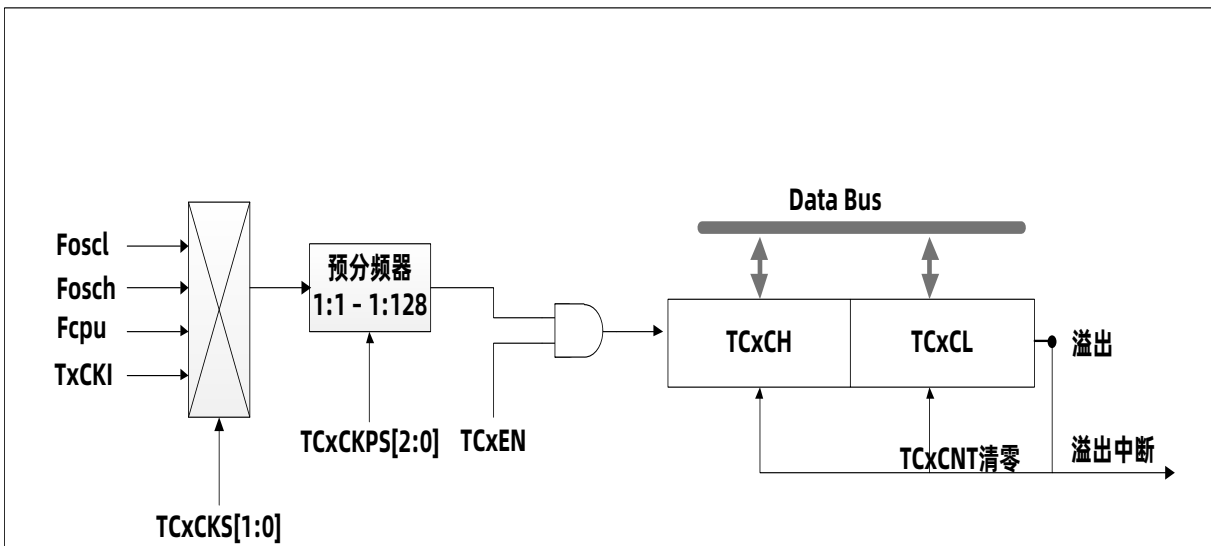 Data Bus
Foscl
Fosch
Fcpu
TxCKI
预分频器
1:1 – 1:128
TCxCH
TCxCL
溢出
TCxCKPS[2:0]
TCxEN
TCxCNT清零
溢出中断
TCxCKS[1:0]